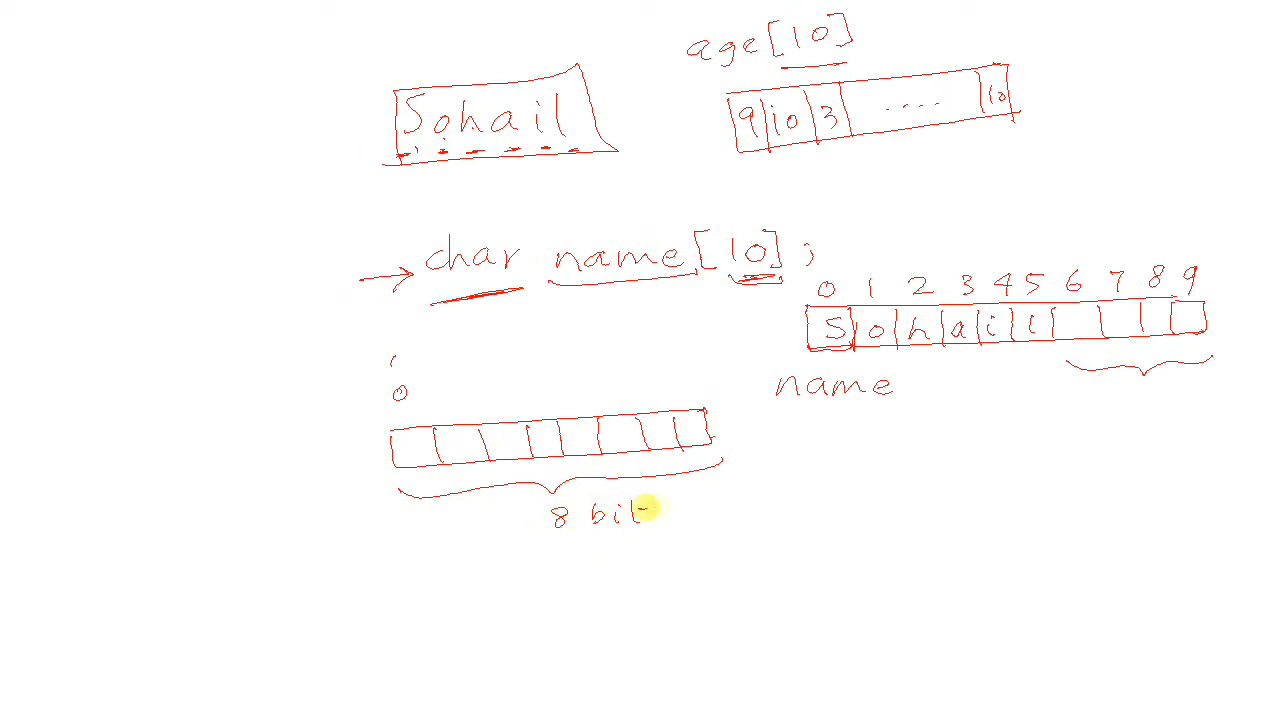 age[10]
Sohail
9 10 3 .... 10
char name[10];
0 1 2 3 4 5 6 7 8 9
S o h a i l
name
0
8 bit